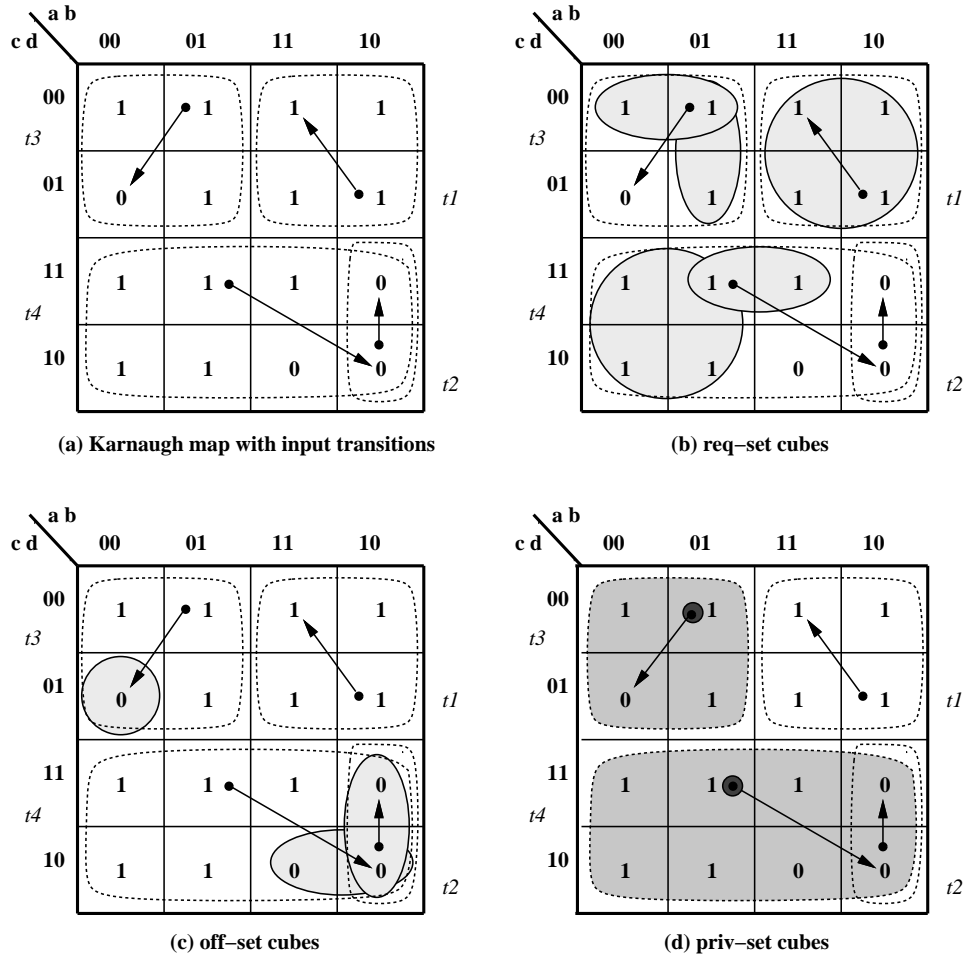 a b
c d 00 01 11 10
00 1 1 1 1
t3
01 0 1 1 1 t1
11 1 1 1 0
t4
10 1 1 0 0
t2
(a) Karnaugh map with input transitions
a b
c d 00 01 11 10
00 1 1 1 1
t3
01 0 1 1 1 t1
11 1 1 1 0
t4
10 1 1 0 0
t2
(b) req-set cubes
a b
c d 00 01 11 10
00 1 1 1 1
t3
01 0 1 1 1 t1
11 1 1 1 0
t4
10 1 1 0 0
t2
(c) off-set cubes
a b
c d 00 01 11 10
00 1 1 1 1
t3
01 0 1 1 1 t1
11 1 1 1 0
t4
10 1 1 0 0
t2
(d) priv-set cubes